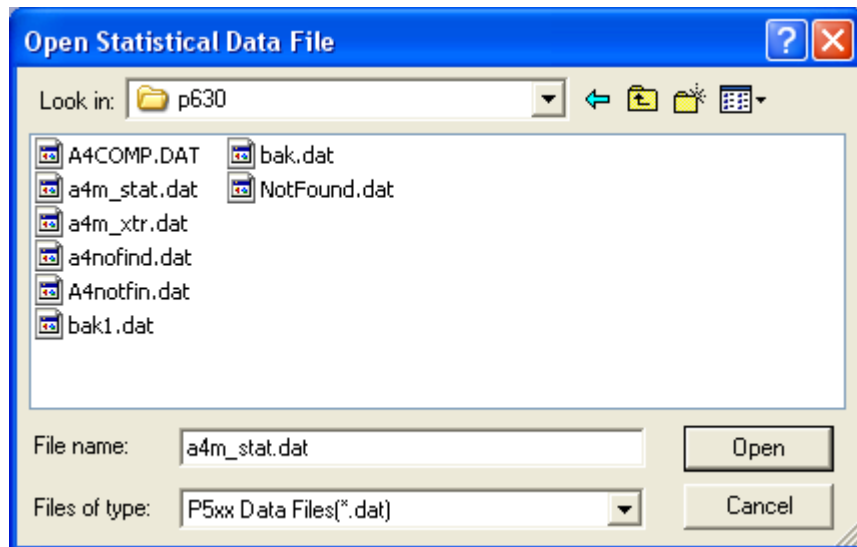 Open Statistical Data File
Look in: p630
A4COMP.DAT bak.dat
a4m_stat.dat NotFound.dat
a4m_xtr.dat
a4nofind.dat
A4notfin.dat
bak1.dat
File name: a4m_stat.dat Open
Files of type: P5xx Data Files(*.dat) Cancel